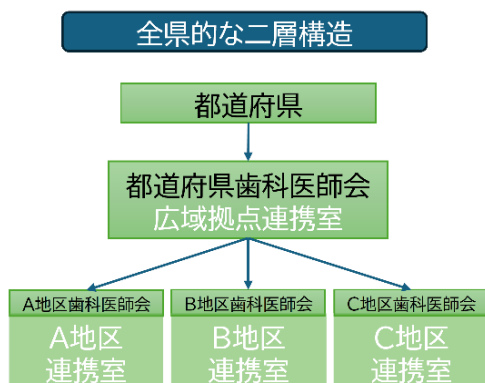 全県的な二層構造
都道府県
都道府県歯科医師会
広域拠点連携室
A地区歯科医師会
B地区歯科医師会
C地区歯科医師会
A地区
連携室
B地区
連携室
C地区
連携室